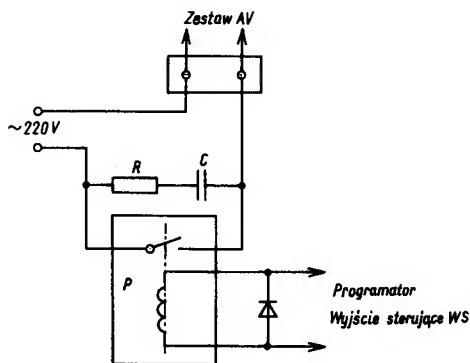 Zestaw AV
~220V
R
C
P
Programator
Wyjście sterujące WS